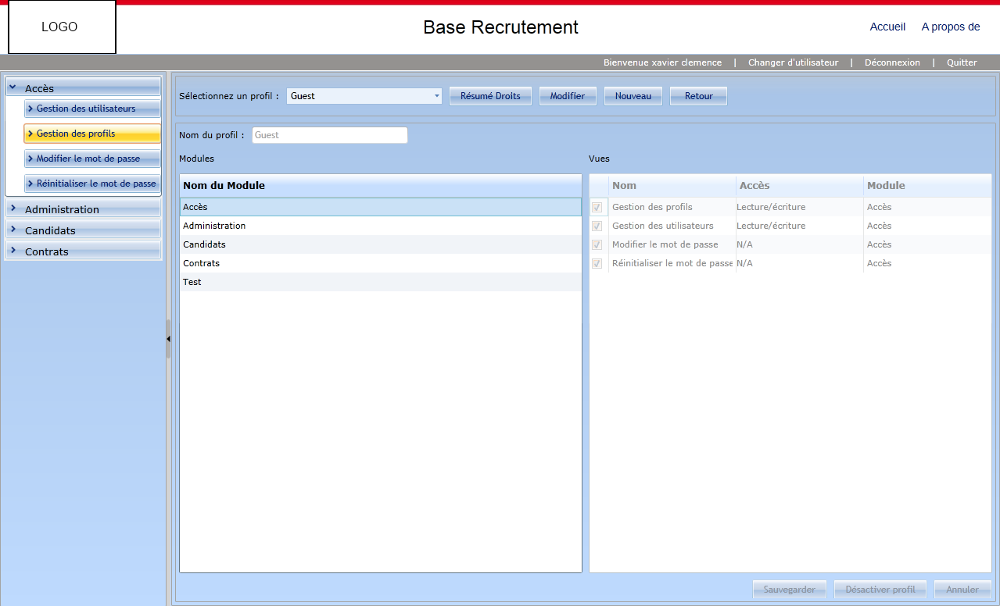 LOGO
Base Recrutement
Accueil A propos de
Bienvenue xavier clemence | Changer d'utilisateur | Déconnexion | Quitter
Accès
Gestion des utilisateurs
Gestion des profils
Modifier le mot de passe
Réinitialiser le mot de passe
Administration
Candidats
Contrats
Sélectionnez un profil : Guest Résumé Droits Modifier Nouveau Retour
Nom du profil : Guest
Modules
Nom du Module
Accès
Administration
Candidats
Contrats
Test
Vues
Nom Accès Module
Gestion des profils Lecture/écriture Accès
Gestion des utilisateurs Lecture/écriture Accès
Modifier le mot de passe N/A Accès
Réinitialiser le mot de passe N/A Accès
Sauvegarder Désactiver profil Annuler